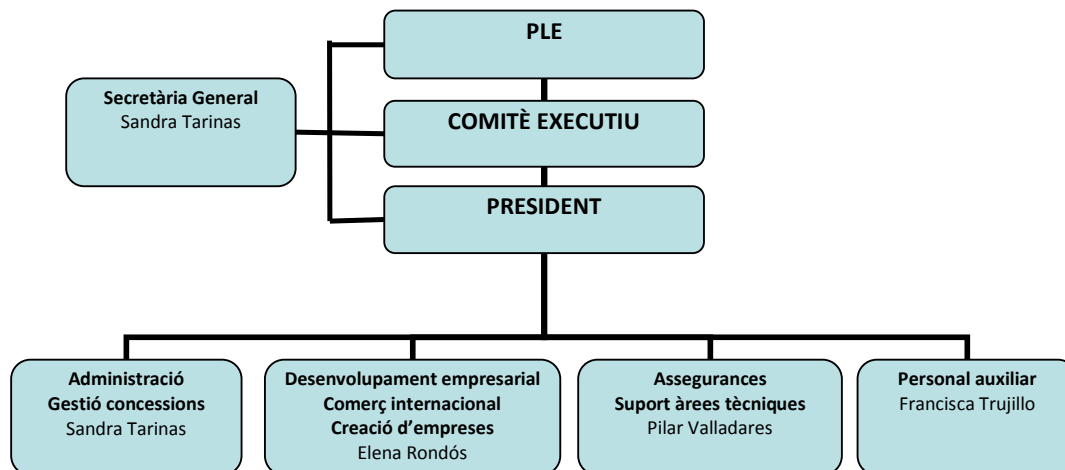 PLE
Secretària General
Sandra Tarinas
COMITÈ EXECUTIU
PRESIDENT
Administració
Gestió concessions
Sandra Tarinas
Desenvolupament empresarial
Comerç internacional
Creació d’empreses
Elena Rondós
Assegurances
Suport àrees tècniques
Pilar Valladares
Personal auxiliar
Francisca Trujillo